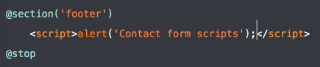 @section('footer')
<script>alert('Contact form scripts');</script>
@stop